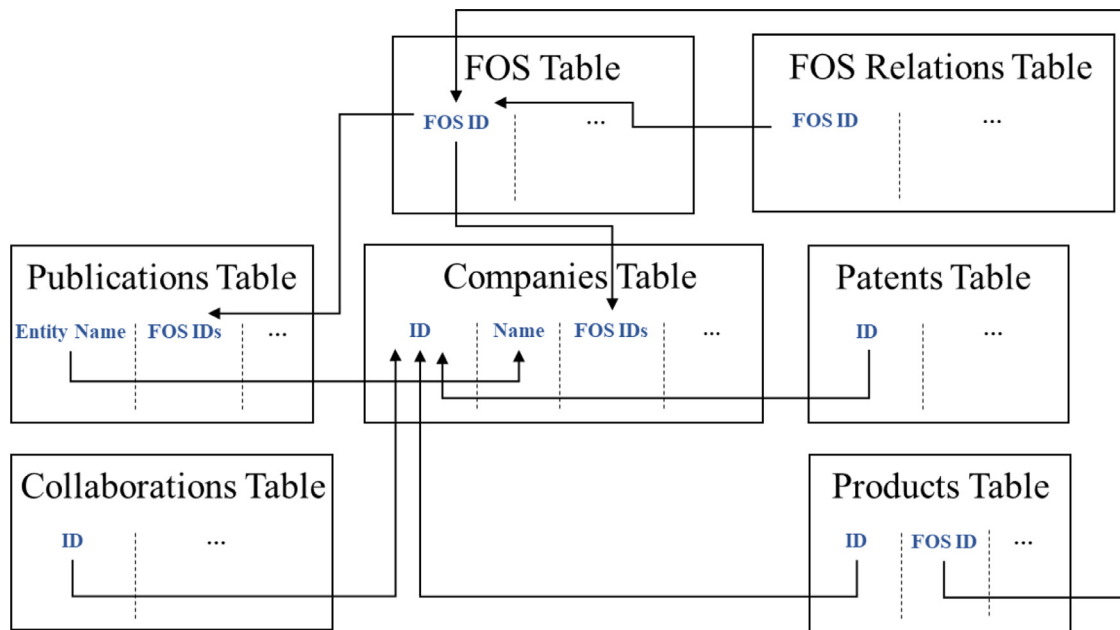 FOS Table
FOS ID ...
FOS Relations Table
FOS ID ...
Publications Table
Entity Name FOS IDs ...
Companies Table
ID Name FOS IDs ...
Patents Table
ID ...
Collaborations Table
ID ...
Products Table
ID FOS ID ...